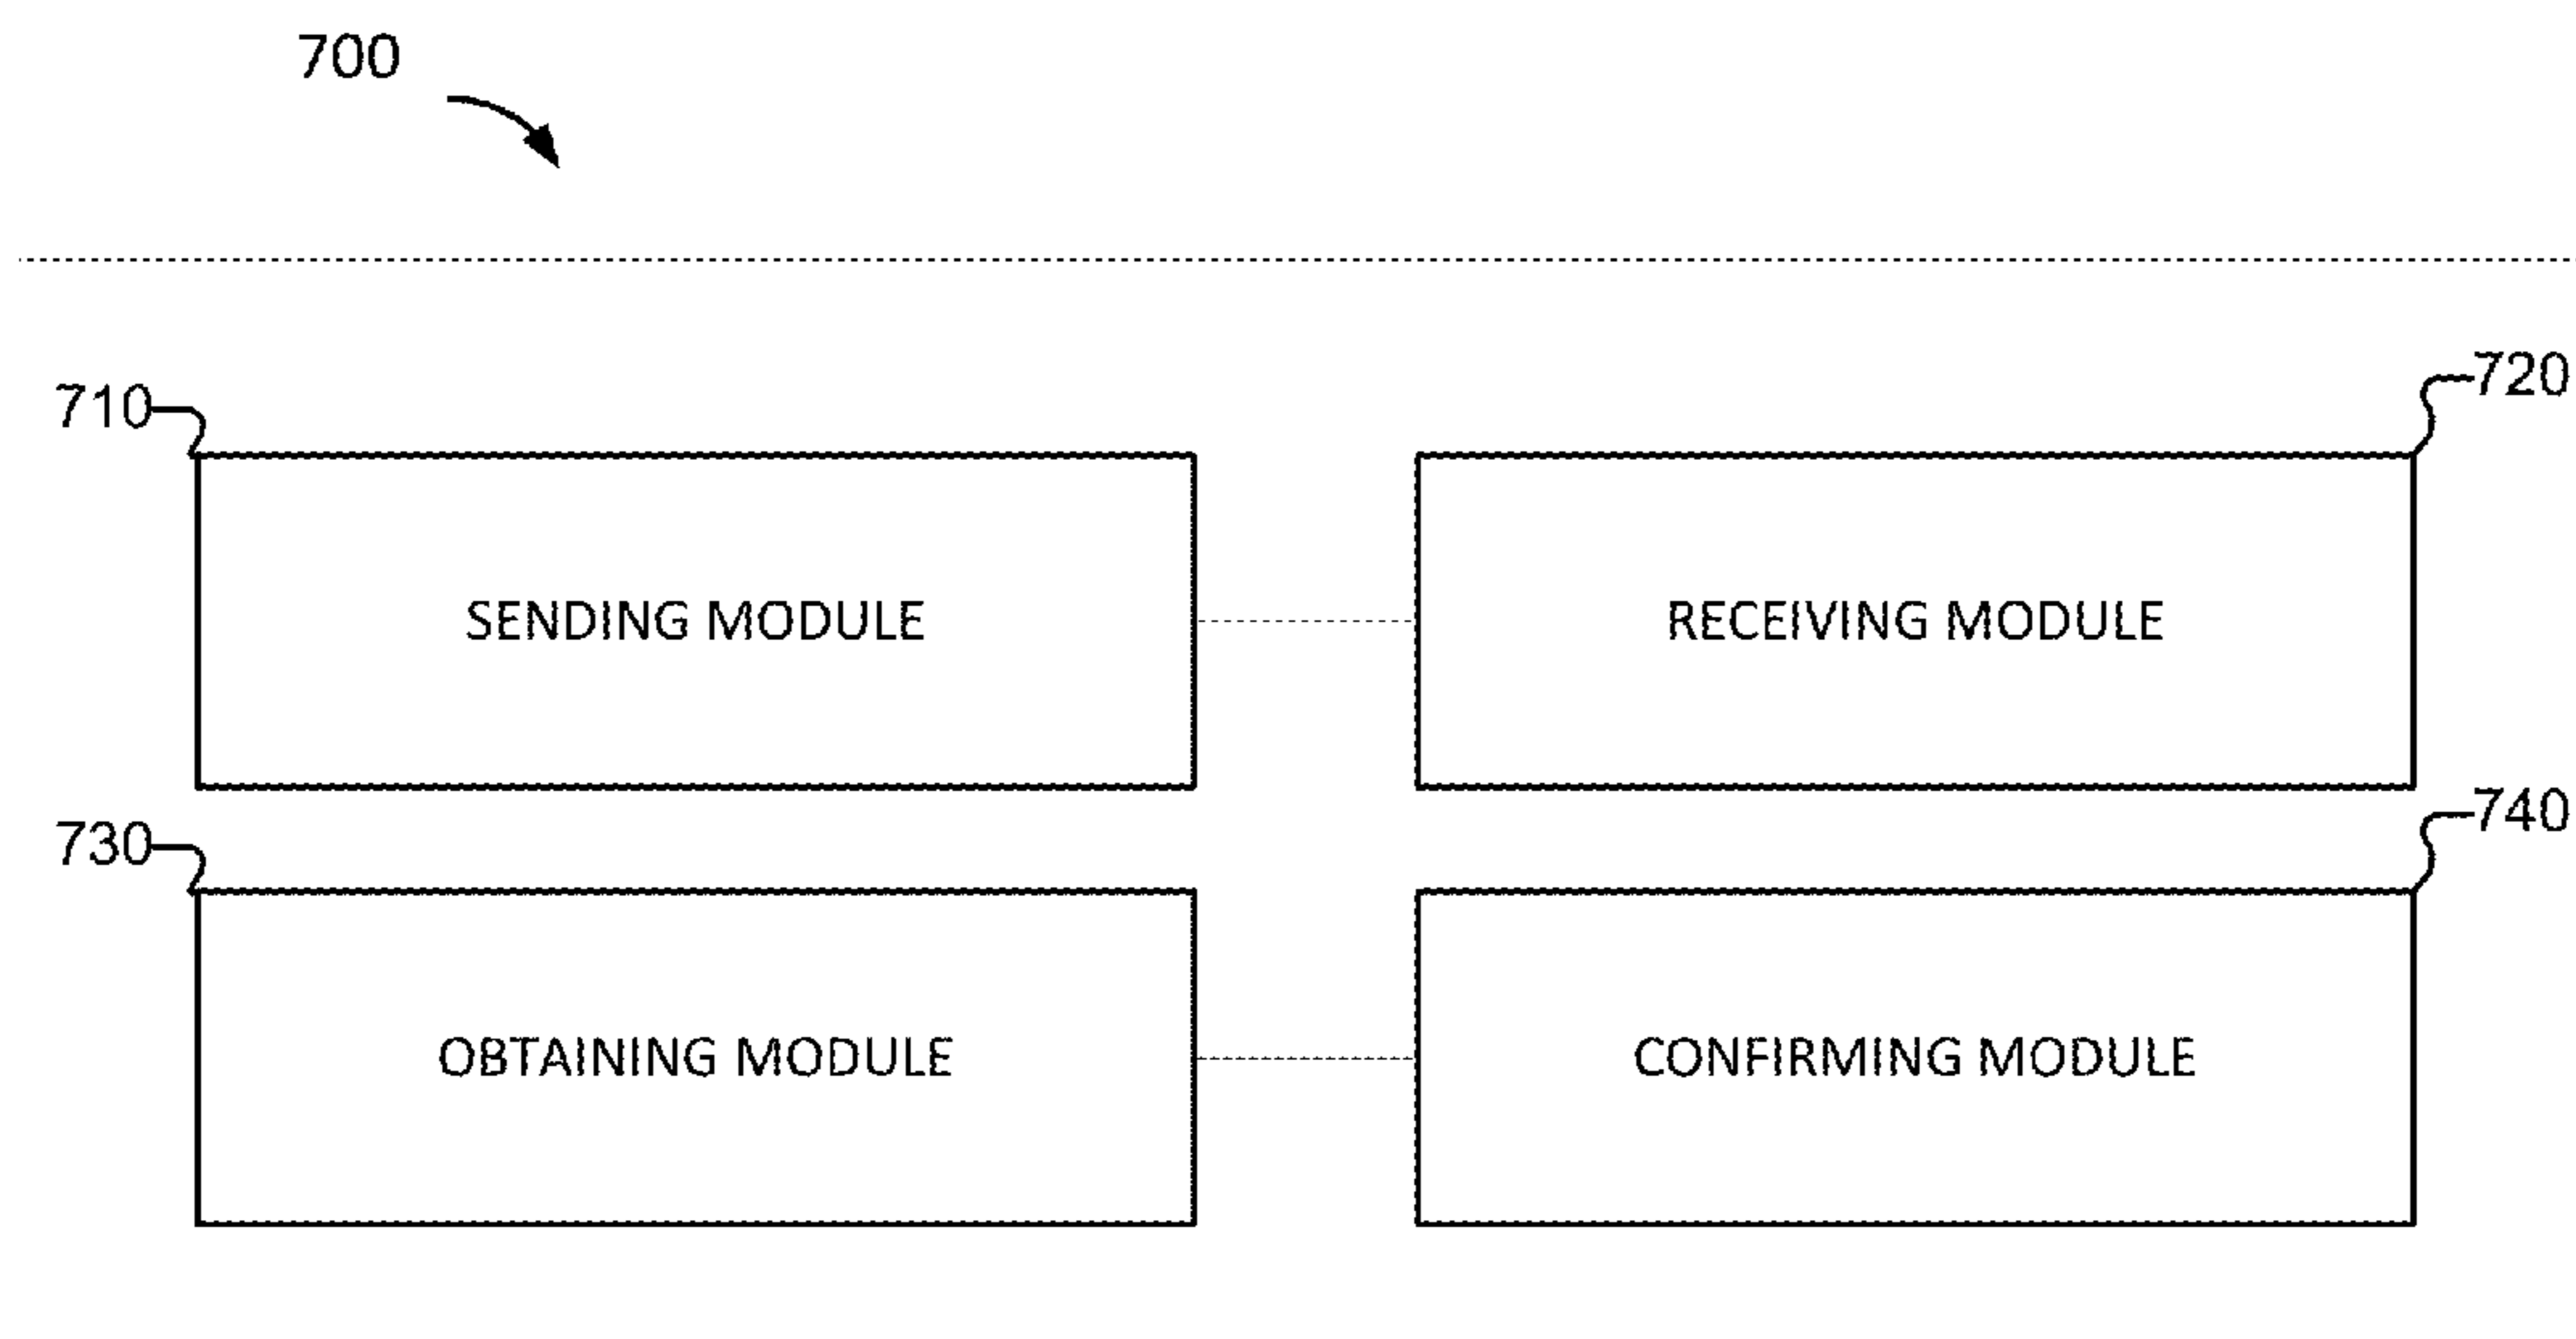 700
710
720
SENDING MODULE
RECEIVING MODULE
730
740
OBTAINING MODULE
CONFIRMING MODULE